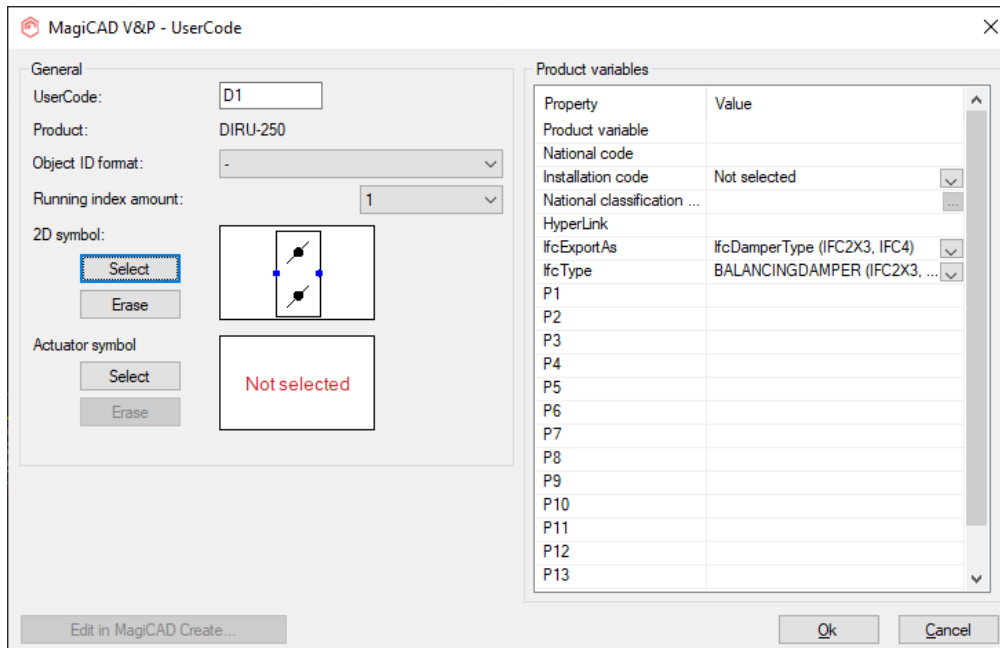 MagiCAD V&P - UserCode
General
UserCode:
D1
Product:
DIRU-250
Object ID format:
-
Running index amount:
1
2D symbol:
Select
Erase
Actuator symbol
Select
Erase
Not selected
Product variables
Property Value
Product variable
National code
Installation code Not selected
National classification ... ...
HyperLink
IfcExportAs IfcDamperType (IFC2X3, IFC4)
IfcType BALANCINGDAMPER (IFC2X3, ...
P1
P2
P3
P4
P5
P6
P7
P8
P9
P10
P11
P12
P13
Edit in MagiCAD Create...
Ok
Cancel